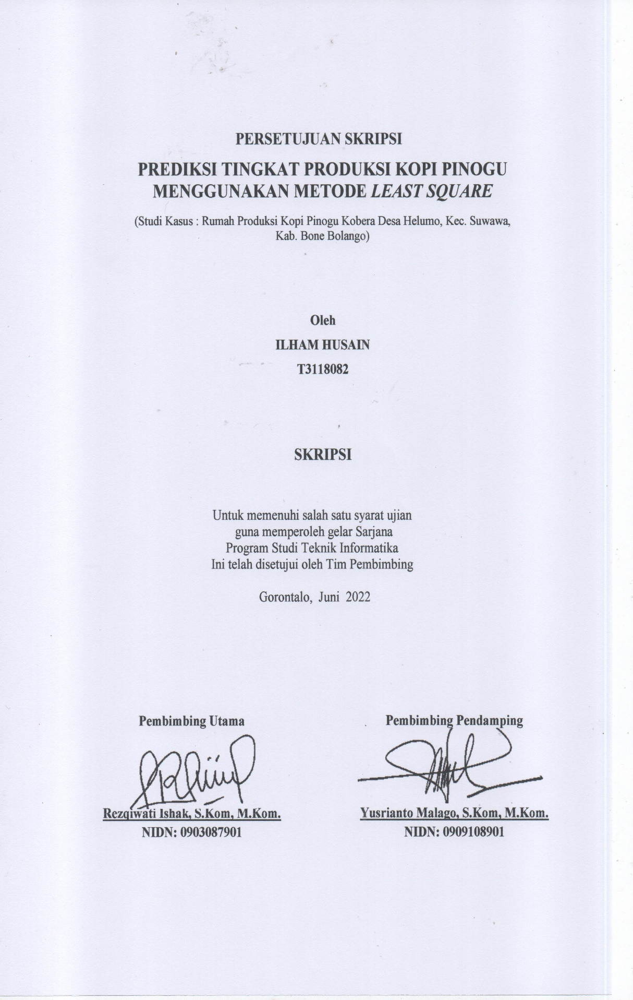 PERSETUJUAN SKRIPSI
PREDIKSI TINGKAT PRODUKSI KOPI PINOGU
MENGGUNAKAN METODE LEAST SQUARE
(Studi Kasus : Rumah Produksi Kopi Pinogu Kobera Desa Helumo, Kec. Suwawa,
Kab. Bone Bolango)
Oleh
ILHAM HUSAIN
T3118082
SKRIPSI
Untuk memenuhi salah satu syarat ujian
guna memperoleh gelar Sarjana
Program Studi Teknik Informatika
Ini telah disetujui oleh Tim Pembimbing
Gorontalo, Juni 2022
Pembimbing Utama
Pembimbing Pendamping
Rezqiwati Ishak, S.Kom, M.Kom.
Yusrianto Malago, S.Kom, M.Kom.
NIDN: 0903087901
NIDN: 0909108901